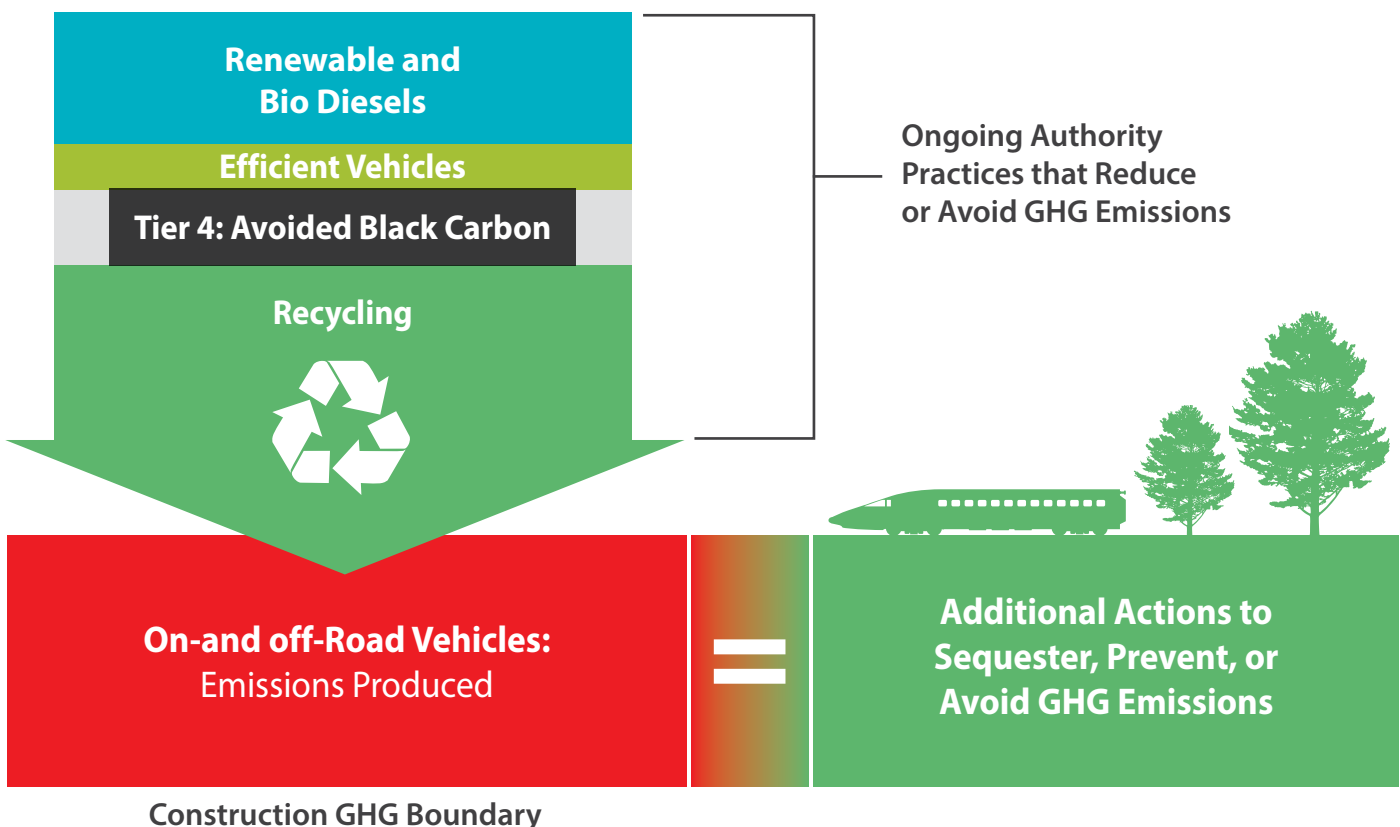 Renewable and
Bio Diesels
Efficient Vehicles
Tier 4: Avoided Black Carbon
Recycling
Ongoing Authority
Practices that Reduce
or Avoid GHG Emissions
On-and off-Road Vehicles:
Emissions Produced
=
Additional Actions to
Sequester, Prevent, or
Avoid GHG Emissions
Construction GHG Boundary